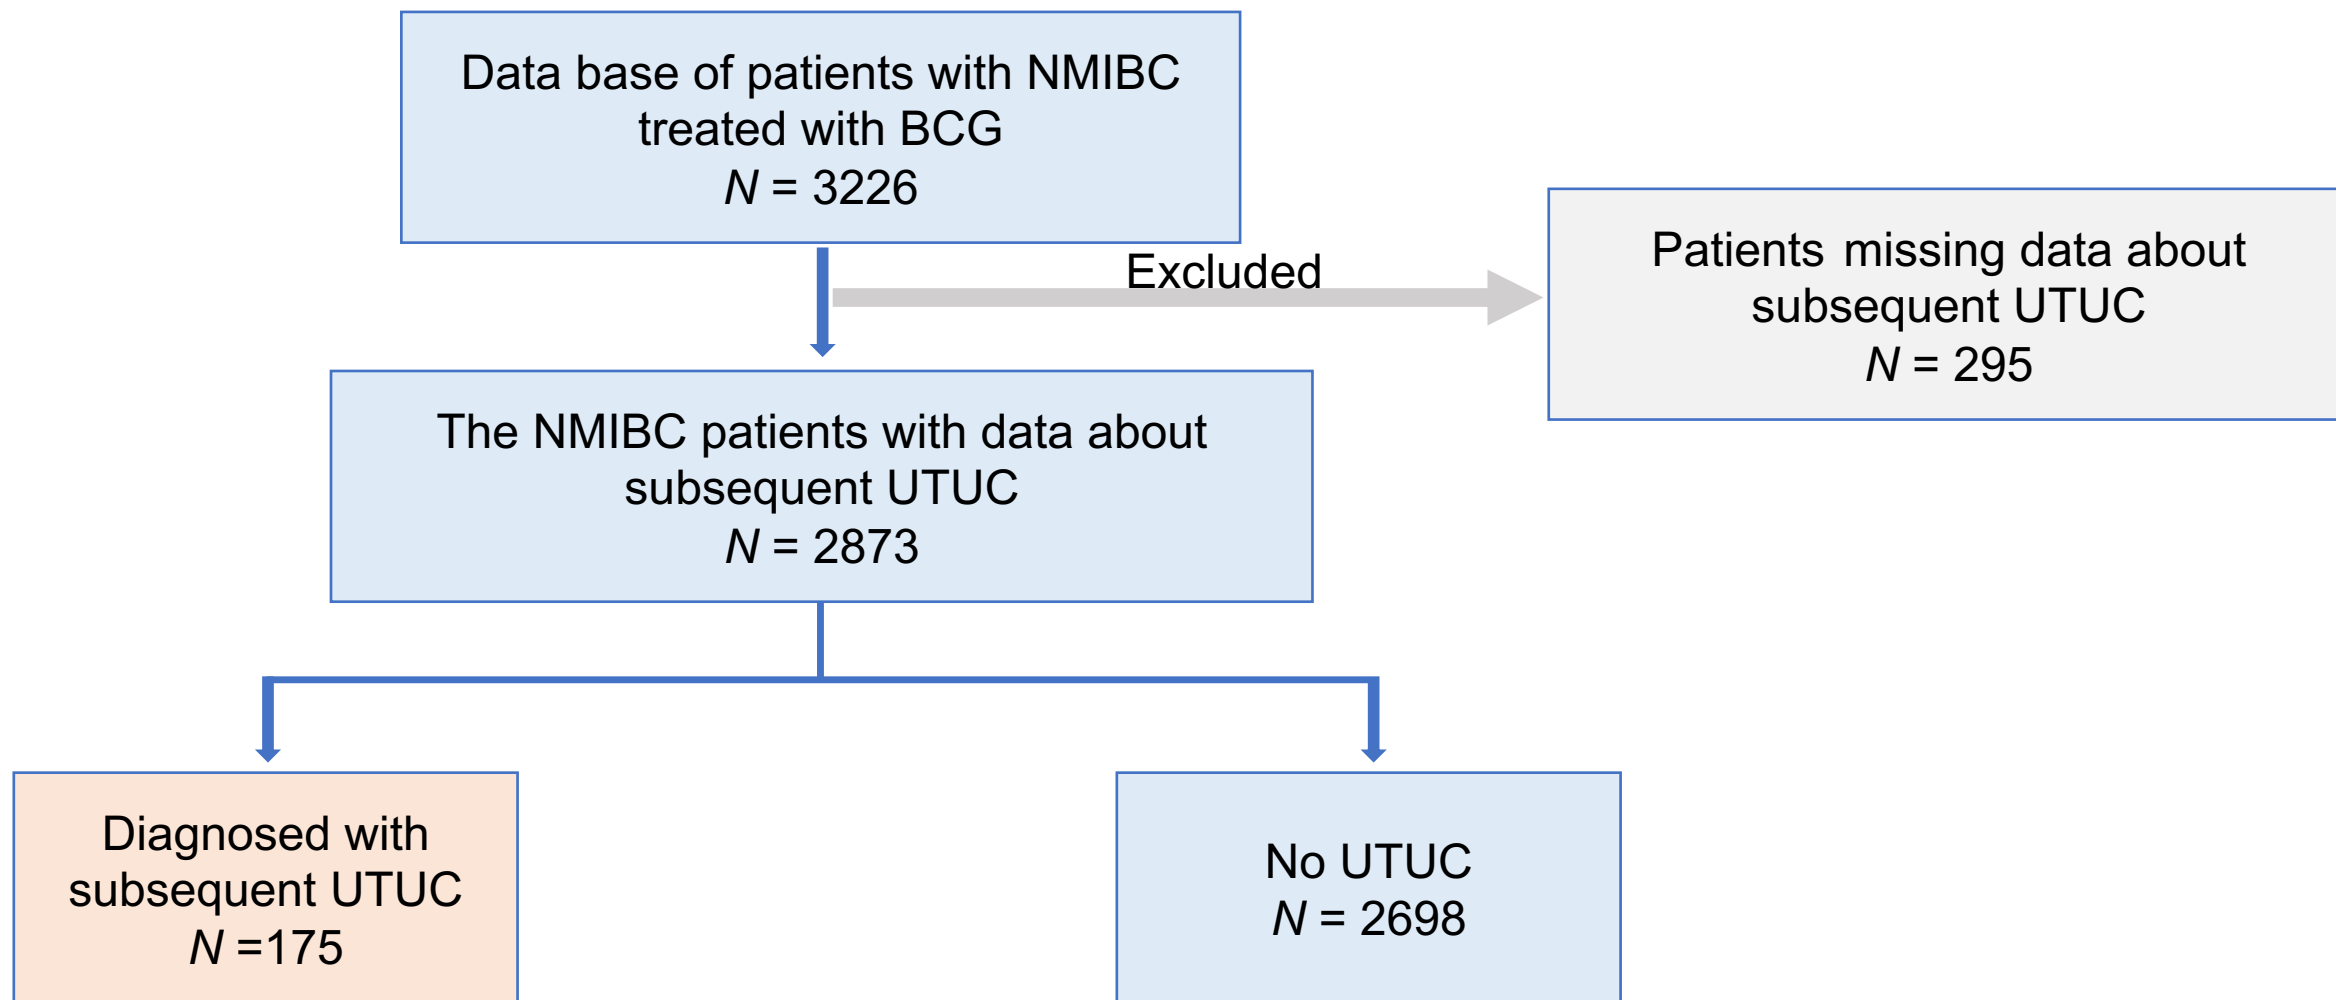 Data base of patients with NMIBC
treated with BCG
N = 3226
Excluded
Patients missing data about
subsequent UTUC
N = 295
The NMIBC patients with data about
subsequent UTUC
N = 2873
Diagnosed with
subsequent UTUC
N =175
No UTUC
N = 2698